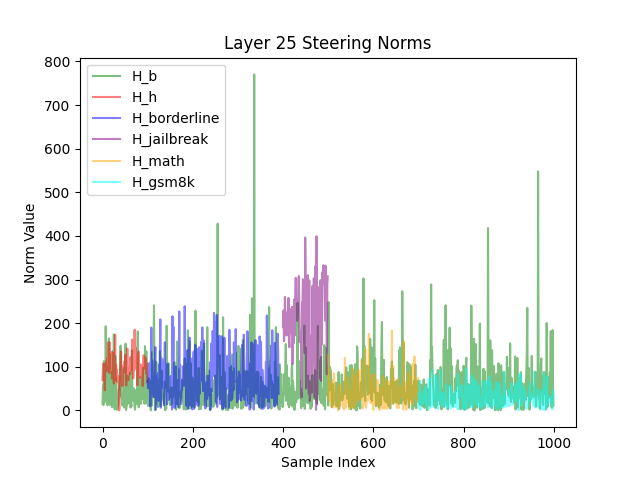 Layer 25 Steering Norms
800
700
600
500
400
300
200
100
0
Norm Value
H_b
H_h
H_borderline
H_jailbreak
H_math
H_gsm8k
0 200 400 600 800 1000
Sample Index